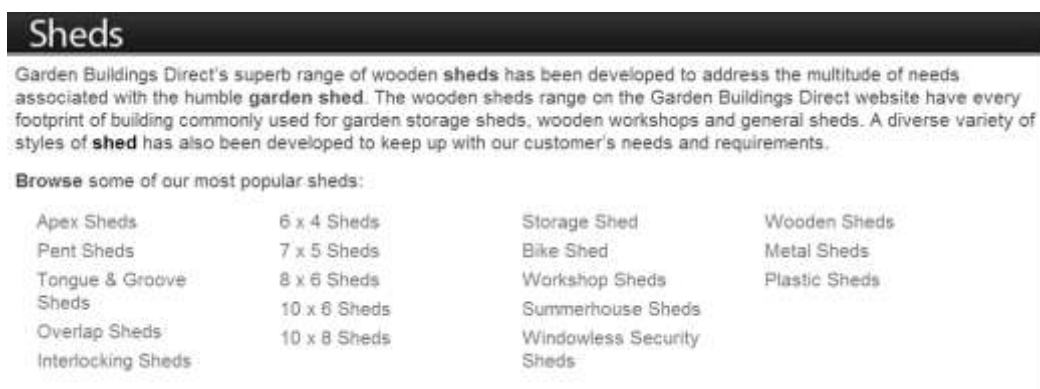 Sheds
Garden Buildings Direct's superb range of wooden sheds has been developed to address the multitude of needs
associated with the humble garden shed. The wooden sheds range on the Garden Buildings Direct website have every
footprint of building commonly used for garden storage sheds, wooden workshops and general sheds. A diverse variety of
styles of shed has also been developed to keep up with our customer's needs and requirements.
Browse some of our most popular sheds:
Apex Sheds
Pent Sheds
Tongue & Groove
Sheds
Overlap Sheds
Interlocking Sheds
6 x 4 Sheds
7 x 5 Sheds
8 x 6 Sheds
10 x 6 Sheds
10 x 8 Sheds
Storage Shed
Bike Shed
Workshop Sheds
Summerhouse Sheds
Windowless Security
Sheds
Wooden Sheds
Metal Sheds
Plastic Sheds